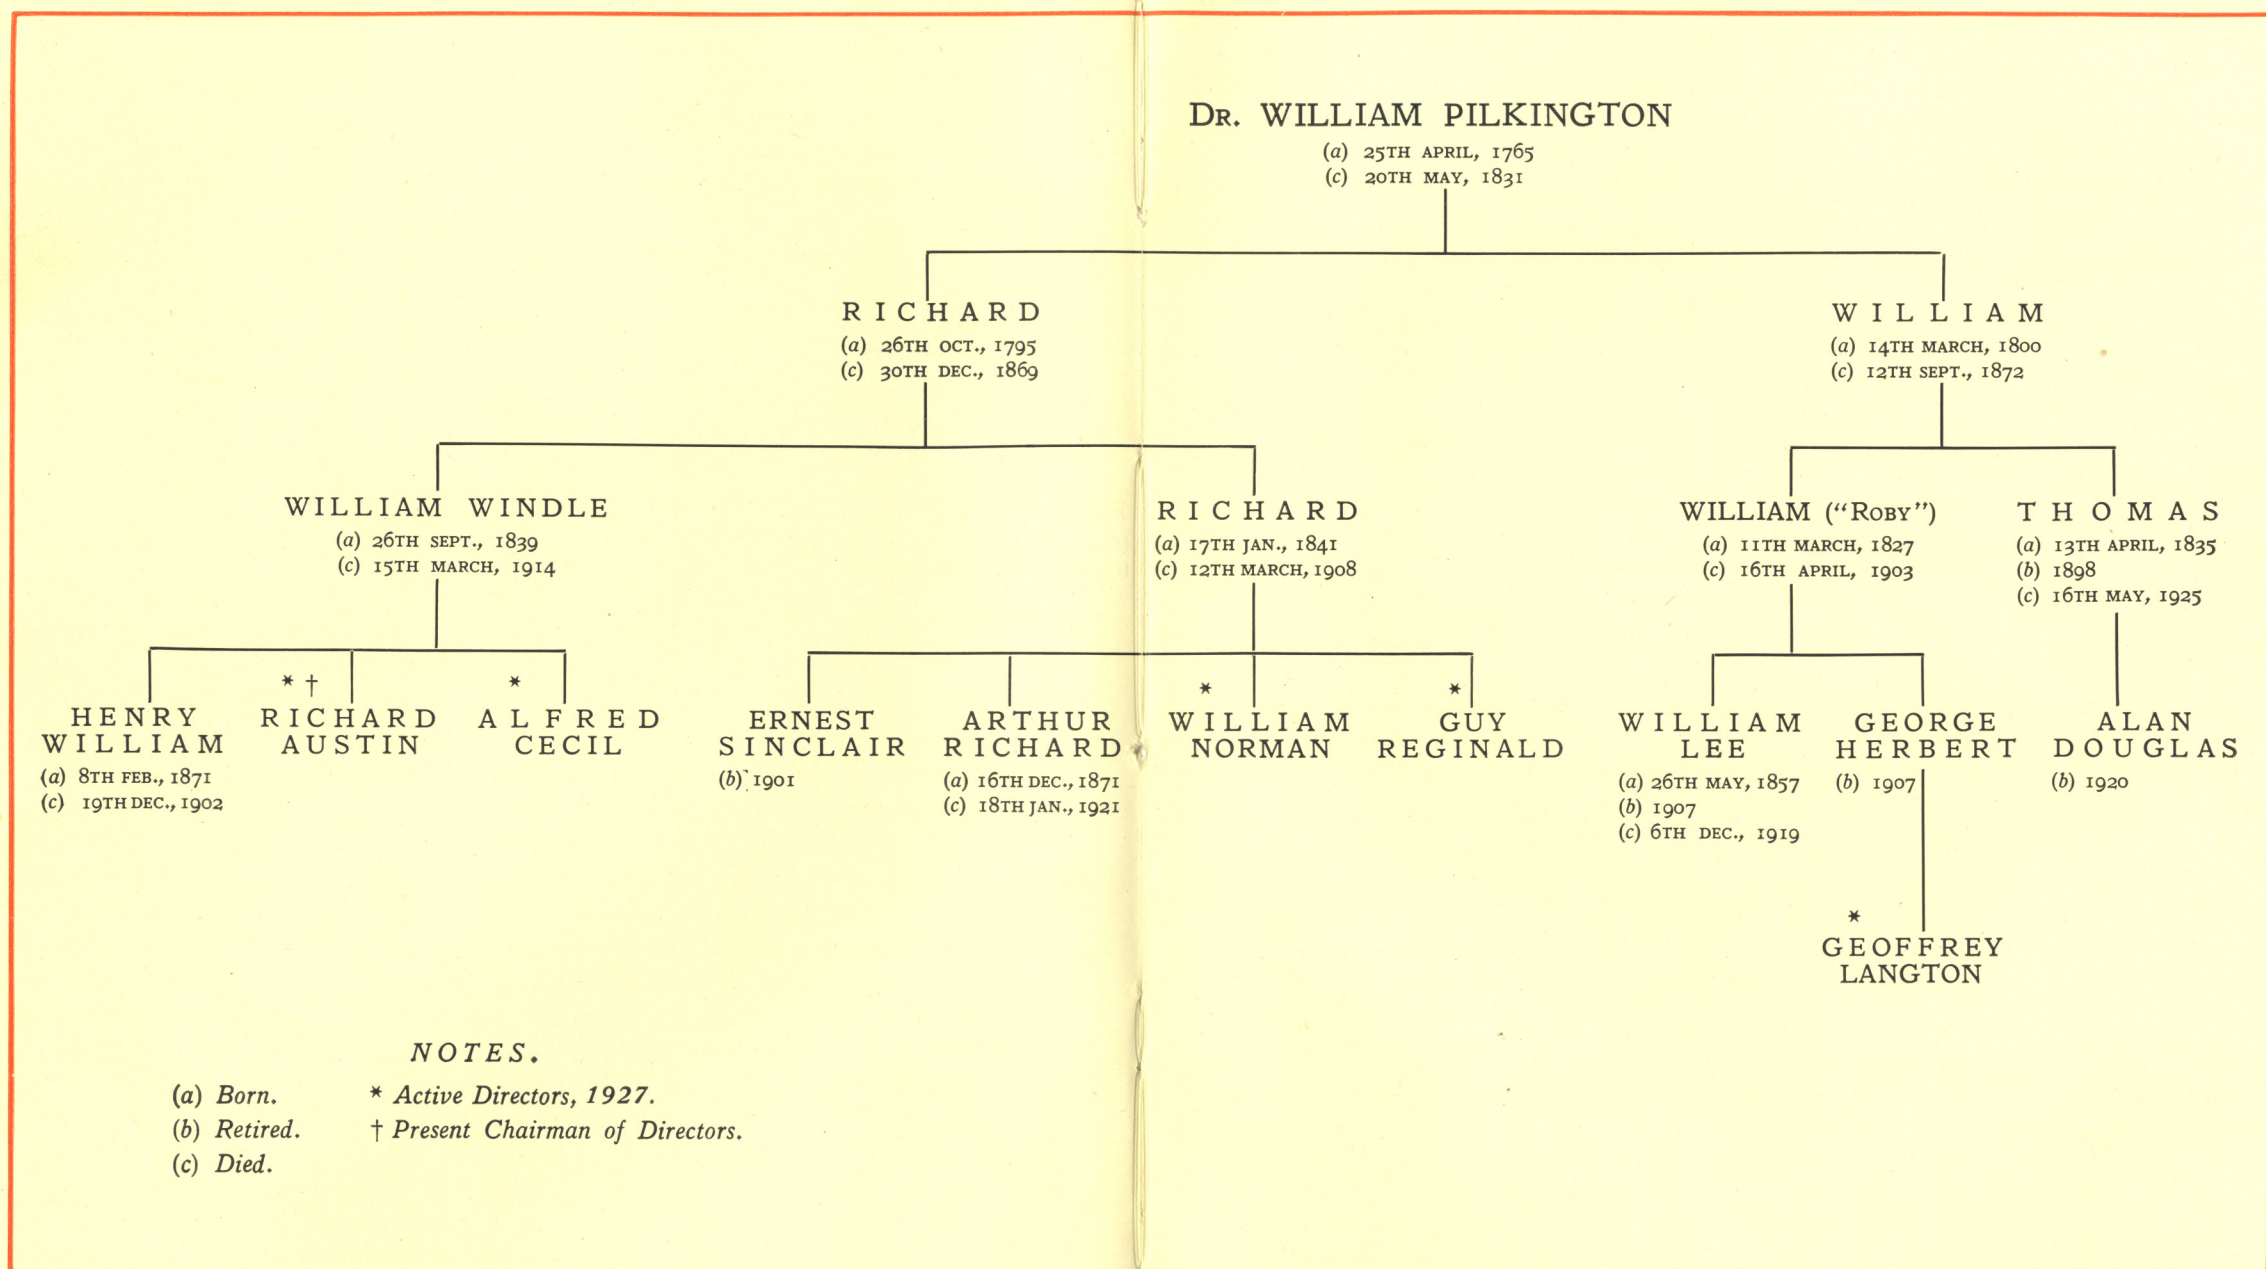 DR. WILLIAM PILKINGTON
(a) 25TH APRIL, 1765
(c) 20TH MAY, 1831
RICHARD
(a) 26TH OCT., 1795
(c) 30TH DEC., 1869
WILLIAM
(a) 14TH MARCH, 1800
(c) 12TH SEPT., 1872
WILLIAM WINDLE
(a) 26TH SEPT., 1839
(c) 15TH MARCH, 1914
RICHARD
(a) 17TH JAN., 1841
(c) 12TH MARCH, 1908
WILLIAM ("ROBY")
(a) 11TH MARCH, 1827
(c) 16TH APRIL, 1903
THOMAS
(a) 13TH APRIL, 1835
(b) 1898
(c) 16TH MAY, 1925
HENRY
WILLIAM
(a) 8TH FEB., 1871
(c) 19TH DEC., 1902
* †
RICHARD
AUSTIN
*
ALFRED
CECIL
ERNEST
SINCLAIR
(b) 1901
ARTHUR
RICHARD
(a) 16TH DEC., 1871
(c) 18TH JAN., 1921
*
WILLIAM
NORMAN
*
GUY
REGINALD
WILLIAM
LEE
(a) 26TH MAY, 1857
(b) 1907
(c) 6TH DEC., 1919
GEORGE
HERBERT
(b) 1907
ALAN
DOUGLAS
(b) 1920
*
GEOFFREY
LANGTON
NOTES.
(a) Born.
(b) Retired.
(c) Died.
* Active Directors, 1927.
† Present Chairman of Directors.